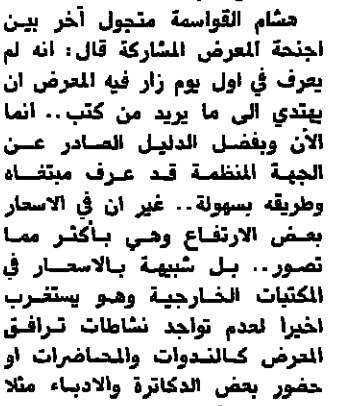 هشام القواسمة متجول آخر بين
اجنحة المعرض المشاركة قال: انه لم
يعرف في اول يوم زار فيه المعرض ان
يهتدي الى ما يريد من كتب.. انما
الآن وبفضل الدليل الصادر عن
الجهة المنظمة قد عرف مبتغاه
وطريقه بسهولة.. غير ان في الاسعار
بعض الارتفاع وهي بأكثر مما
تصور.. بل شبيهة بالاسعار في
المكتبات الخارجية وهو يستغرب
اخيرا لعدم تواجد نشاطات ترافق
المعرض كالندوات والمحاضرات او
حضور بعض الدكاترة والادباء مثلا